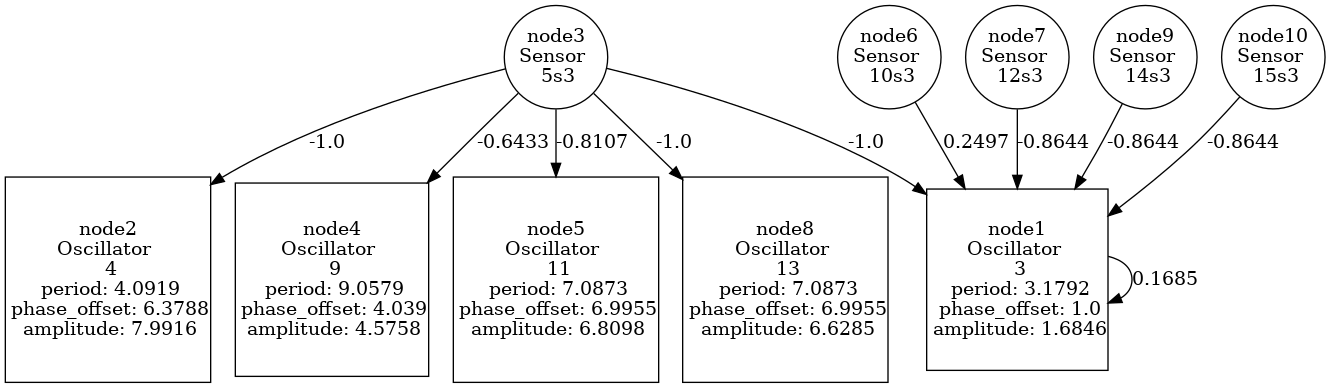 node3
Sensor
5s3
node6
Sensor
10s3
node7
Sensor
12s3
node9
Sensor
14s3
node10
Sensor
15s3
-1.0
-0.6433
-0.8107
-1.0
-1.0
0.2497
-0.8644
-0.8644
-0.8644
node2
Oscillator
4
period: 4.0919
phase_offset: 6.3788
amplitude: 7.9916
node4
Oscillator
9
period: 9.0579
phase_offset: 4.039
amplitude: 4.5758
node5
Oscillator
11
period: 7.0873
phase_offset: 6.9955
amplitude: 6.8098
node8
Oscillator
13
period: 7.0873
phase_offset: 6.9955
amplitude: 6.6285
node1
Oscillator
3
period: 3.1792
phase_offset: 1.0
amplitude: 1.6846
0.1685